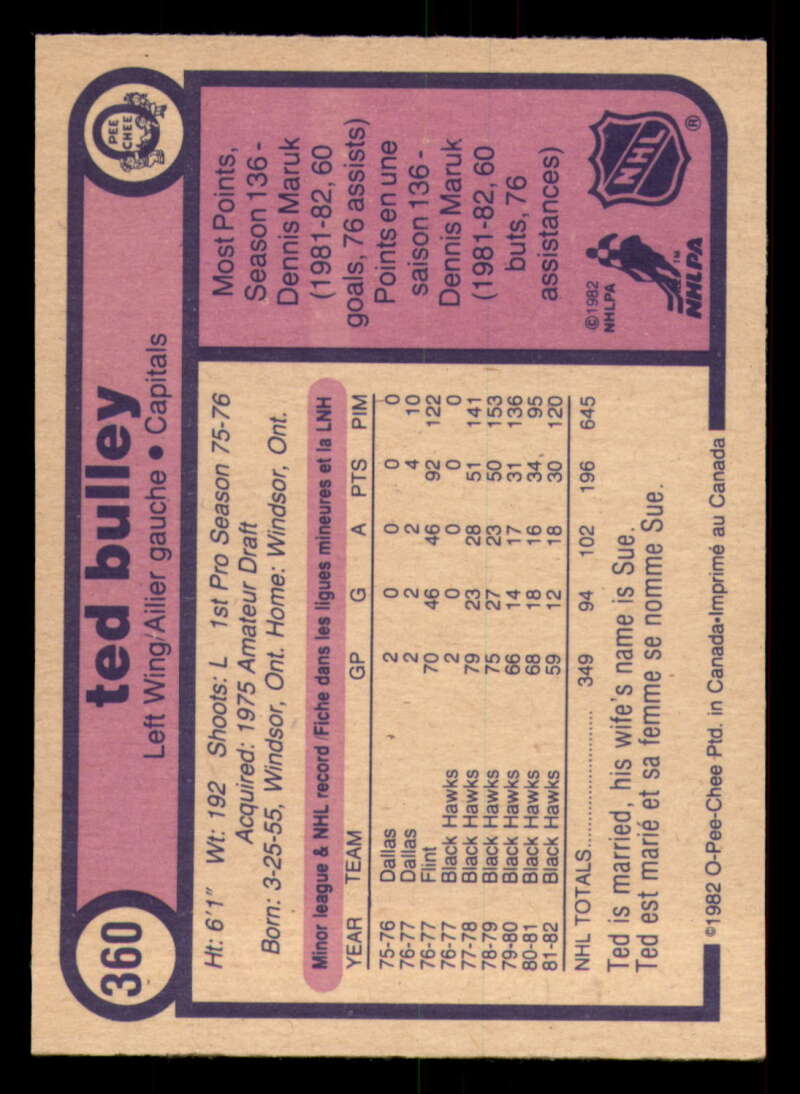 360
ted bulley
Left Wing/Ailier gauche • Capitals
O
PEE
CHEE
Ht: 6'1" Wt: 192 Shoots: L 1st Pro Season 75-76
Acquired: 1975 Amateur Draft
Born: 3-25-55, Windsor, Ont. Home: Windsor, Ont.
Minor league & NHL record/Fiche dans les ligues mineures et la LNH
YEAR TEAM GP G A PTS PIM
75-76 Dallas 2 0 0 0 0
76-77 Dallas 2 2 2 4 10
76-77 Flint 70 46 46 92 122
76-77 Black Hawks 2 0 0 0 0
77-78 Black Hawks 79 23 28 51 141
78-79 Black Hawks 75 27 23 50 153
79-80 Black Hawks 66 14 17 31 136
80-81 Black Hawks 68 18 16 34 95
81-82 Black Hawks 59 12 18 30 120
NHL TOTALS.................... 349 94 102 196 645
Ted is married, his wife's name is Sue.
Ted est marié et sa femme se nomme Sue.
©1982 O-Pee-Chee Ptd. in Canada•Imprimé au Canada
Most Points,
Season 136 -
Dennis Maruk
(1981-82, 60
goals, 76 assists)
Points en une
saison 136 -
Dennis Maruk
(1981-82, 60
buts, 76
assistances)
©1982
NHLPA
NHLPA
TM
NHL
®